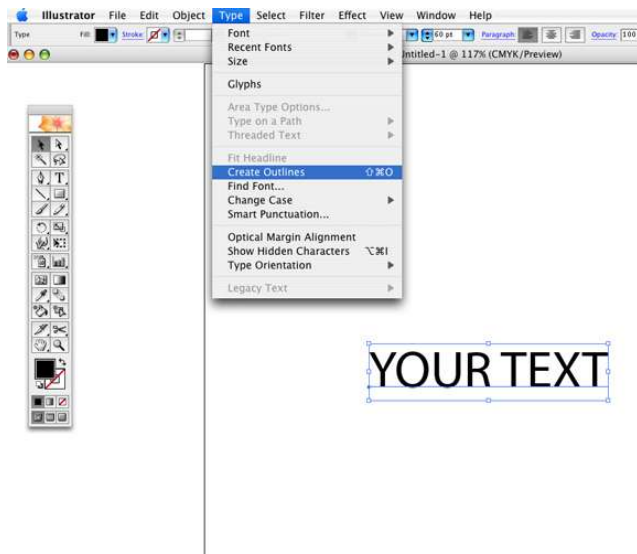 Illustrator File Edit Object Type Select Filter Effect View Window Help
Type Fill: Stroke: 60 pt Paragraph: Opacity: 100
Untitled-1 @ 117% (CMYK/Preview)
Font
Recent Fonts
Size
Glyphs
Area Type Options...
Type on a Path
Threaded Text
Fit Headline
Create Outlines ⇧⌘O
Find Font...
Change Case
Smart Punctuation...
Optical Margin Alignment
Show Hidden Characters ⌥⌘I
Type Orientation
Legacy Text
T
YOUR TEXT